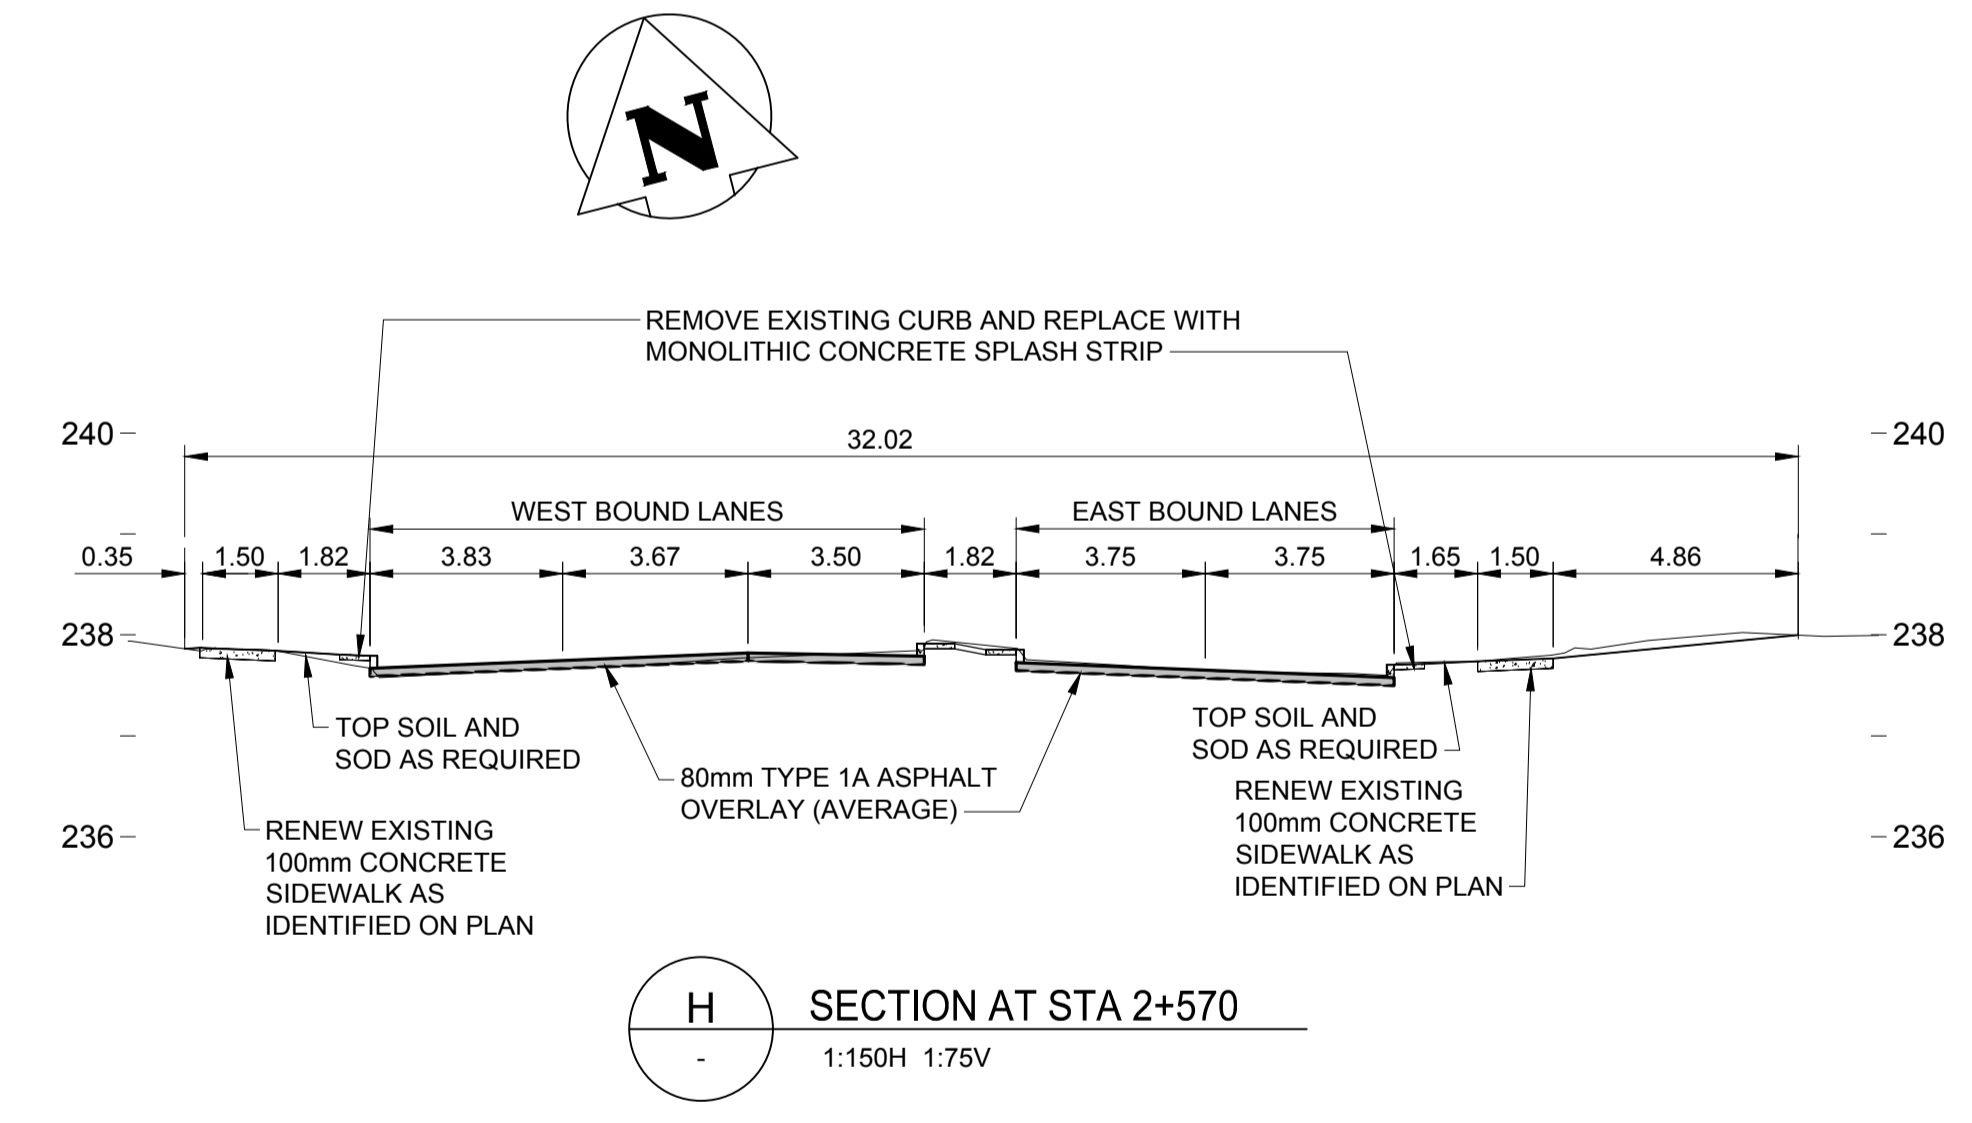 N
REMOVE EXISTING CURB AND REPLACE WITH
MONOLITHIC CONCRETE SPLASH STRIP
240
32.02
240
WEST BOUND LANES
EAST BOUND LANES
0.35 1.50 1.82 3.83 3.67 3.50 1.82 3.75 3.75 1.65 1.50 4.86
238
238
TOP SOIL AND
SOD AS REQUIRED
TOP SOIL AND
SOD AS REQUIRED
80mm TYPE 1A ASPHALT
OVERLAY (AVERAGE)
236
236
RENEW EXISTING
100mm CONCRETE
SIDEWALK AS
IDENTIFIED ON PLAN
RENEW EXISTING
100mm CONCRETE
SIDEWALK AS
IDENTIFIED ON PLAN
H
-
SECTION AT STA 2+570
1:150H 1:75V